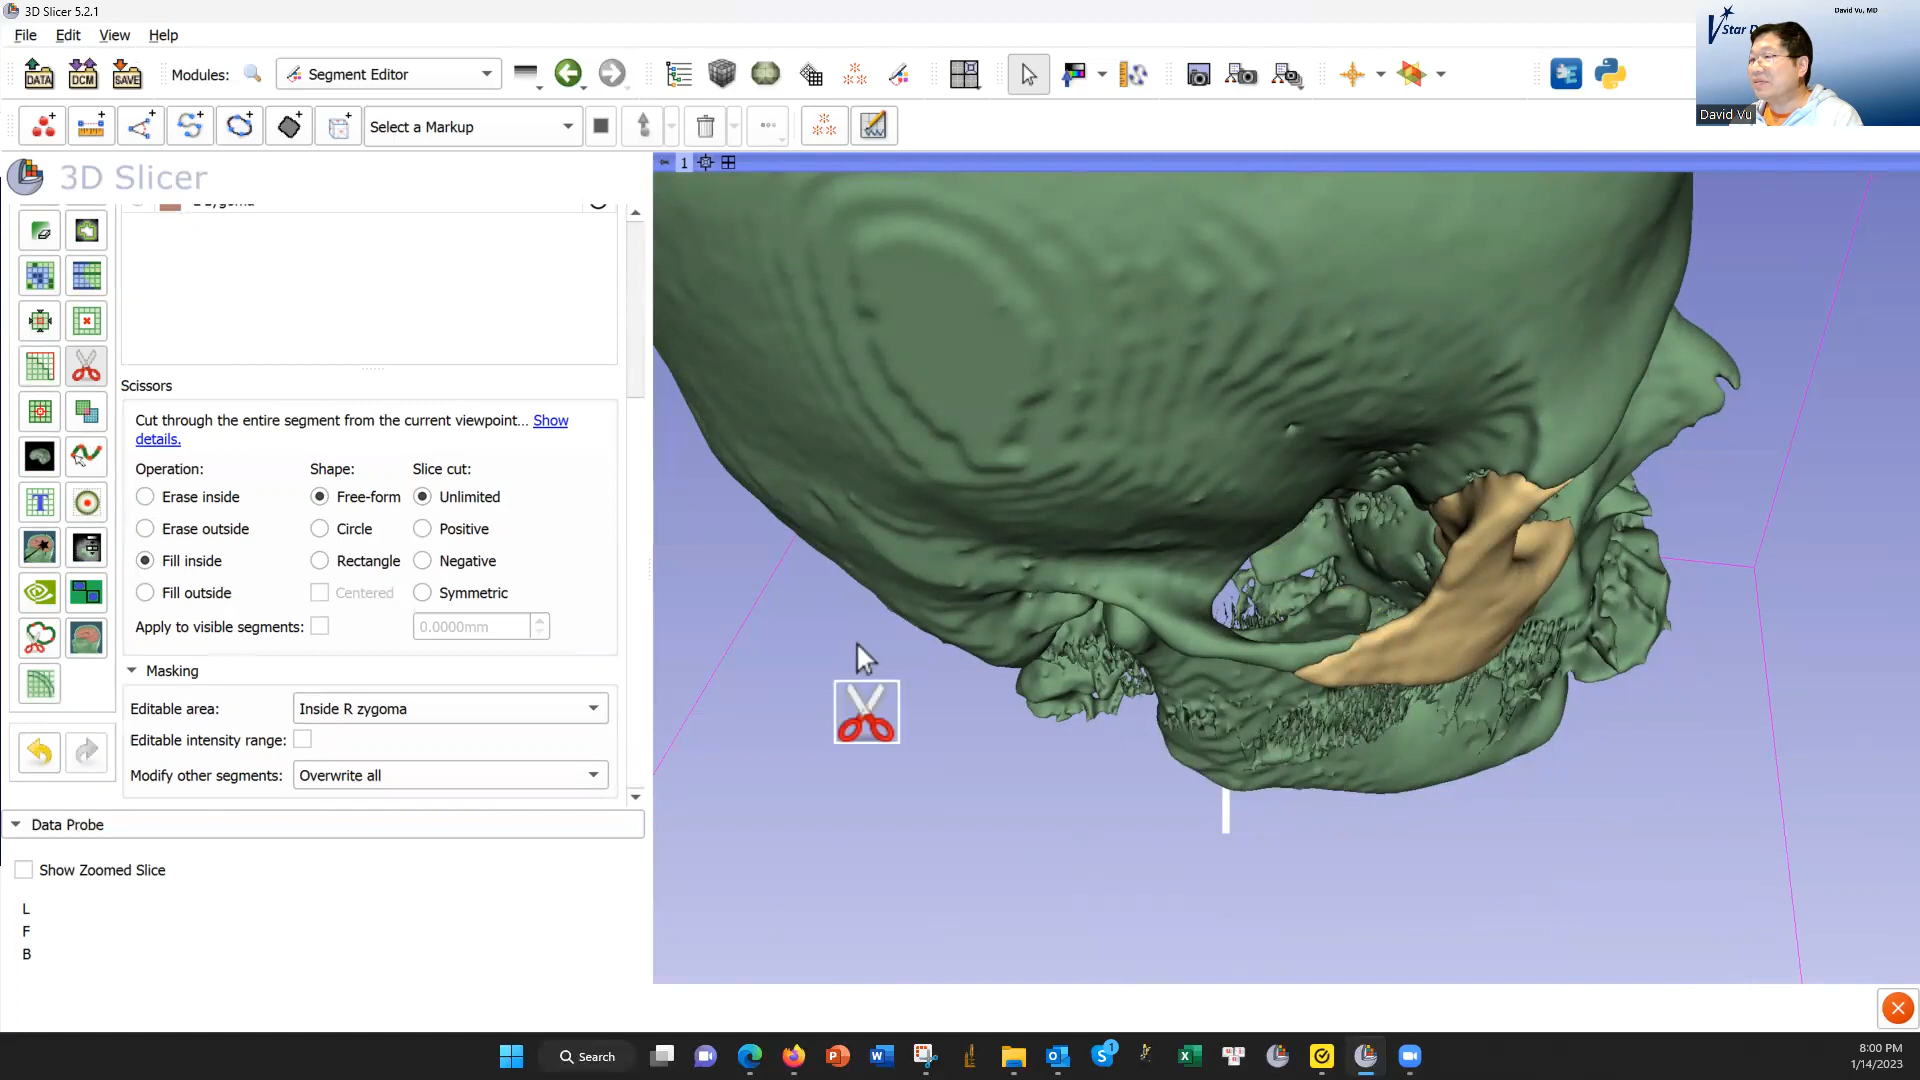 3D Slicer 5.2.1
David Vu, MD
Star
File Edit View Help
DATA DCM SAVE Modules: Segment Editor
Select a Markup
David Vu
3D Slicer
1
Scissors
Cut through the entire segment from the current viewpoint... Show
details.
Operation: Shape: Slice cut:
Erase inside Free-form Unlimited
Erase outside Circle Positive
Fill inside Rectangle Negative
Fill outside Centered Symmetric
Apply to visible segments: 0.0000mm
Masking
Editable area: Inside R zygoma
Editable intensity range:
Modify other segments: Overwrite all
Data Probe
Show Zoomed Slice
L
F
B
Search
8:00 PM
1/14/2023